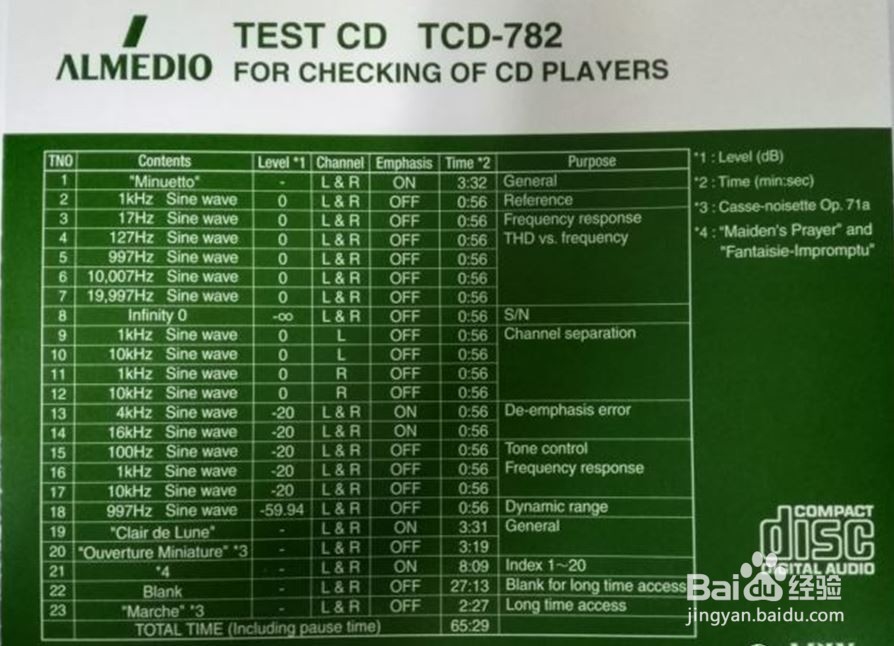 ALMEDIO
TEST CD TCD-782
FOR CHECKING OF CD PLAYERS
TNO Contents Level *1 Channel Emphasis Time *2 Purpose
1 "Minuetto" - L & R ON 3:32 General
2 1kHz Sine wave 0 L & R OFF 0:56 Reference
3 17Hz Sine wave 0 L & R OFF 0:56 Frequency response
4 127Hz Sine wave 0 L & R OFF 0:56 THD vs. frequency
5 997Hz Sine wave 0 L & R OFF 0:56
6 10,007Hz Sine wave 0 L & R OFF 0:56
7 19,997Hz Sine wave 0 L & R OFF 0:56
8 Infinity 0 -∞ L & R OFF 0:56 S/N
9 1kHz Sine wave 0 L OFF 0:56 Channel separation
10 10kHz Sine wave 0 L OFF 0:56
11 1kHz Sine wave 0 R OFF 0:56
12 10kHz Sine wave 0 R OFF 0:56
13 4kHz Sine wave -20 L & R ON 0:56 De-emphasis error
14 16kHz Sine wave -20 L & R ON 0:56
15 100Hz Sine wave -20 L & R OFF 0:56 Tone control
16 1kHz Sine wave -20 L & R OFF 0:56 Frequency response
17 10kHz Sine wave -20 L & R OFF 0:56
18 997Hz Sine wave -59.94 L & R OFF 0:56 Dynamic range
19 "Clair de Lune" - L & R ON 3:31 General
20 "Ouverture Miniature" *3 - L & R OFF 3:19
21 *4 - L & R ON 8:09 Index 1~20
22 Blank - L & R OFF 27:13 Blank for long time access
23 "Marche" *3 - L & R OFF 2:27 Long time access
TOTAL TIME (Including pause time) 65:29
*1 : Level (dB)
*2 : Time (min:sec)
*3 : Casse-noisette Op. 71a
*4 : "Maiden's Prayer" and
"Fantaisie-Impromptu"
COMPACT
disc
DIGITAL AUDIO
Baidu经验
jingyan.baidu.com